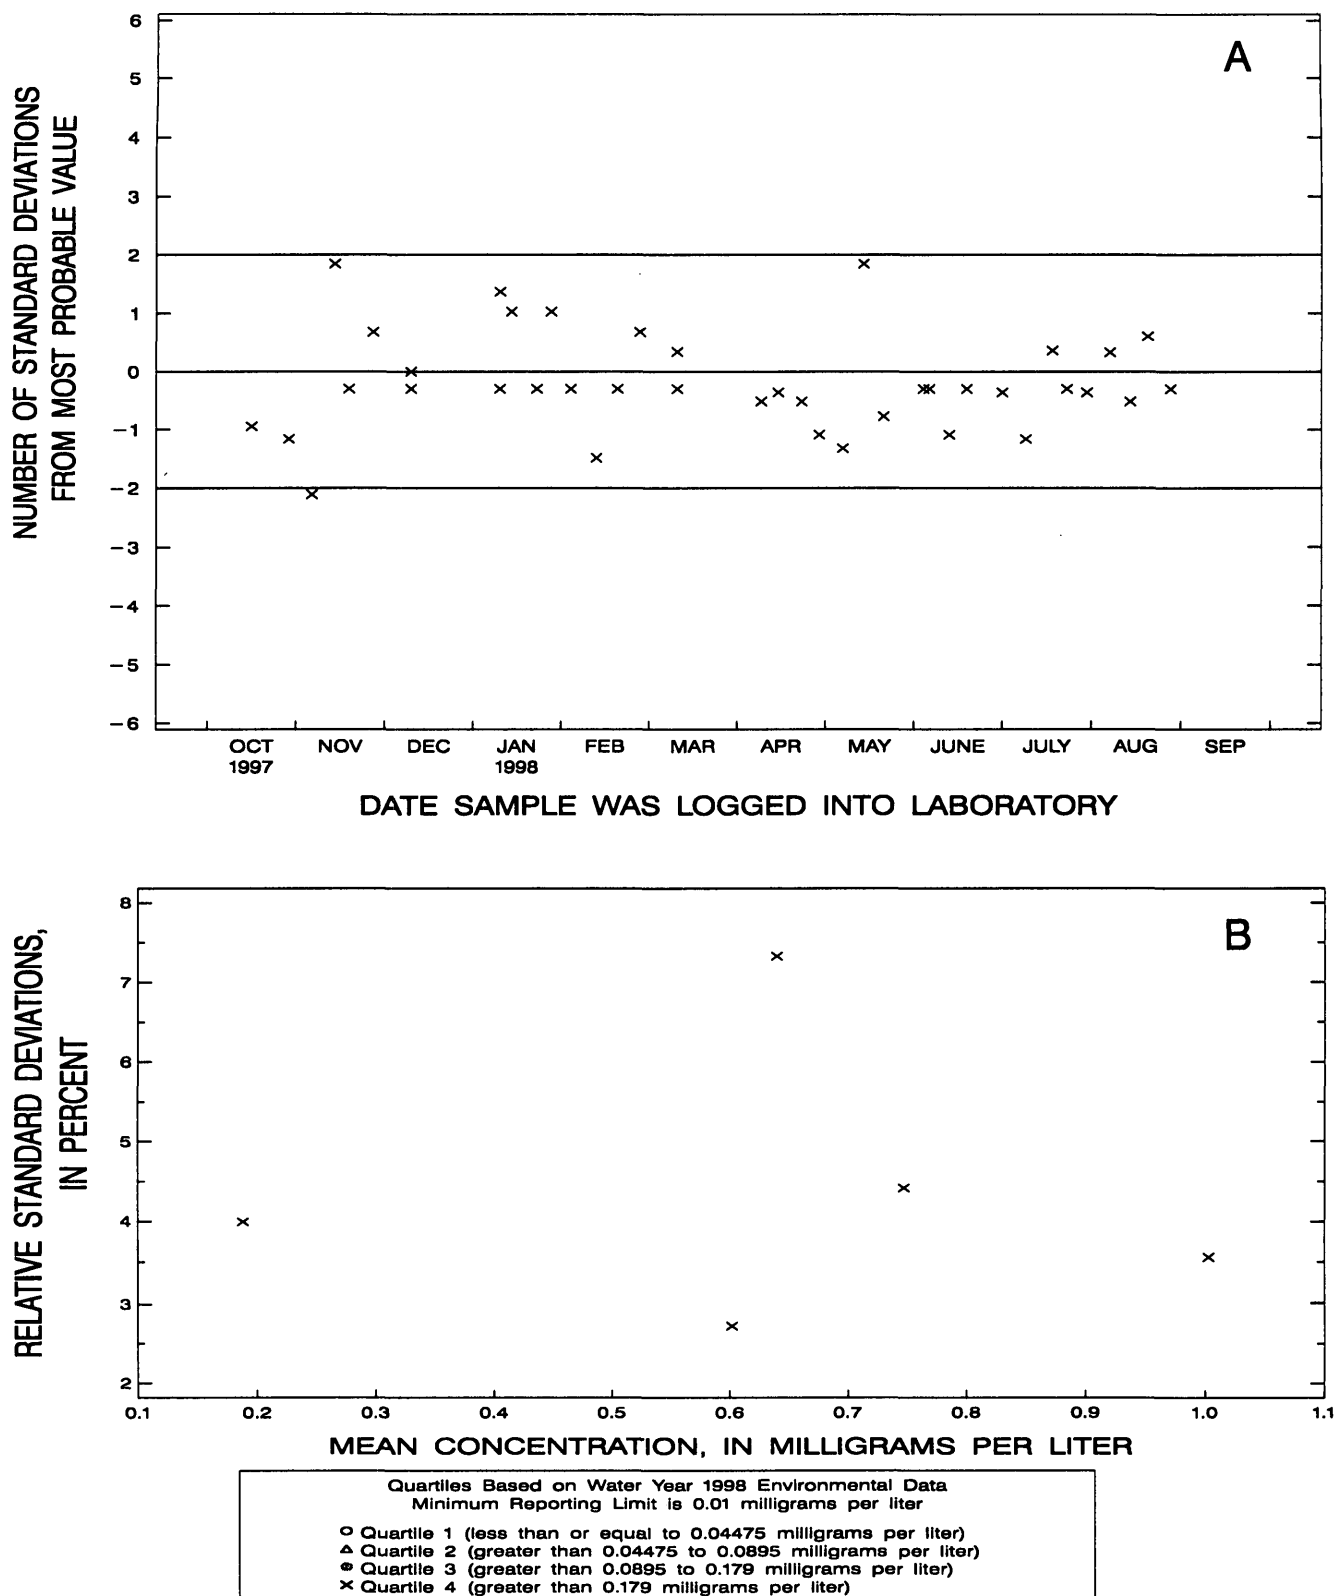 A
NUMBER OF STANDARD DEVIATIONS
FROM MOST PROBABLE VALUE
6
5
4
3
2
1
0
−1
−2
−3
−4
−5
−6
OCT NOV DEC JAN FEB MAR APR MAY JUNE JULY AUG SEP
1997 1998
DATE SAMPLE WAS LOGGED INTO LABORATORY
B
RELATIVE STANDARD DEVIATIONS,
IN PERCENT
8
7
6
5
4
3
2
0.1 0.2 0.3 0.4 0.5 0.6 0.7 0.8 0.9 1.0 1.1
MEAN CONCENTRATION, IN MILLIGRAMS PER LITER
Quartiles Based on Water Year 1998 Environmental Data
Minimum Reporting Limit is 0.01 milligrams per liter
Quartile 1 (less than or equal to 0.04475 milligrams per liter)
Quartile 2 (greater than 0.04475 to 0.0895 milligrams per liter)
Quartile 3 (greater than 0.0895 to 0.179 milligrams per liter)
Quartile 4 (greater than 0.179 milligrams per liter)